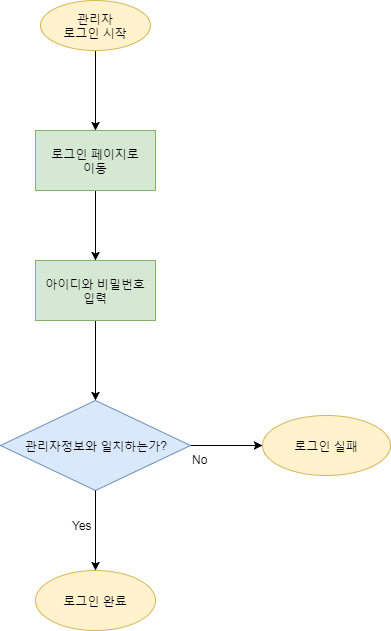 관리자
로그인 시작
로그인 페이지로
이동
아이디와 비밀번호
입력
관리자정보와 일치하는가?
No
로그인 실패
Yes
로그인 완료